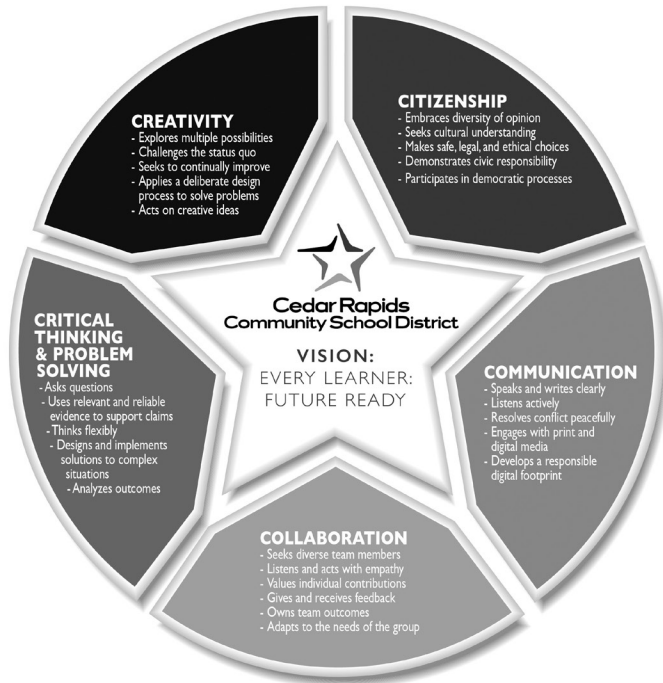 CREATIVITY
- Explores multiple possibilities
- Challenges the status quo
- Seeks to continually improve
- Applies a deliberate design
process to solve problems
- Acts on creative ideas
CITIZENSHIP
- Embraces diversity of opinion
- Seeks cultural understanding
- Makes safe, legal, and ethical choices
- Demonstrates civic responsibility
- Participates in democratic processes
Cedar Rapids
Community School District
VISION:
EVERY LEARNER:
FUTURE READY
CRITICAL
THINKING
& PROBLEM
SOLVING
- Asks questions
- Uses relevant and reliable
evidence to support claims
- Thinks flexibly
- Designs and implements
solutions to complex
situations
- Analyzes outcomes
COMMUNICATION
- Speaks and writes clearly
- Listens actively
- Resolves conflict peacefully
- Engages with print and
digital media
- Develops a responsible
digital footprint
COLLABORATION
- Seeks diverse team members
- Listens and acts with empathy
- Values individual contributions
- Gives and receives feedback
- Owns team outcomes
- Adapts to the needs of the group